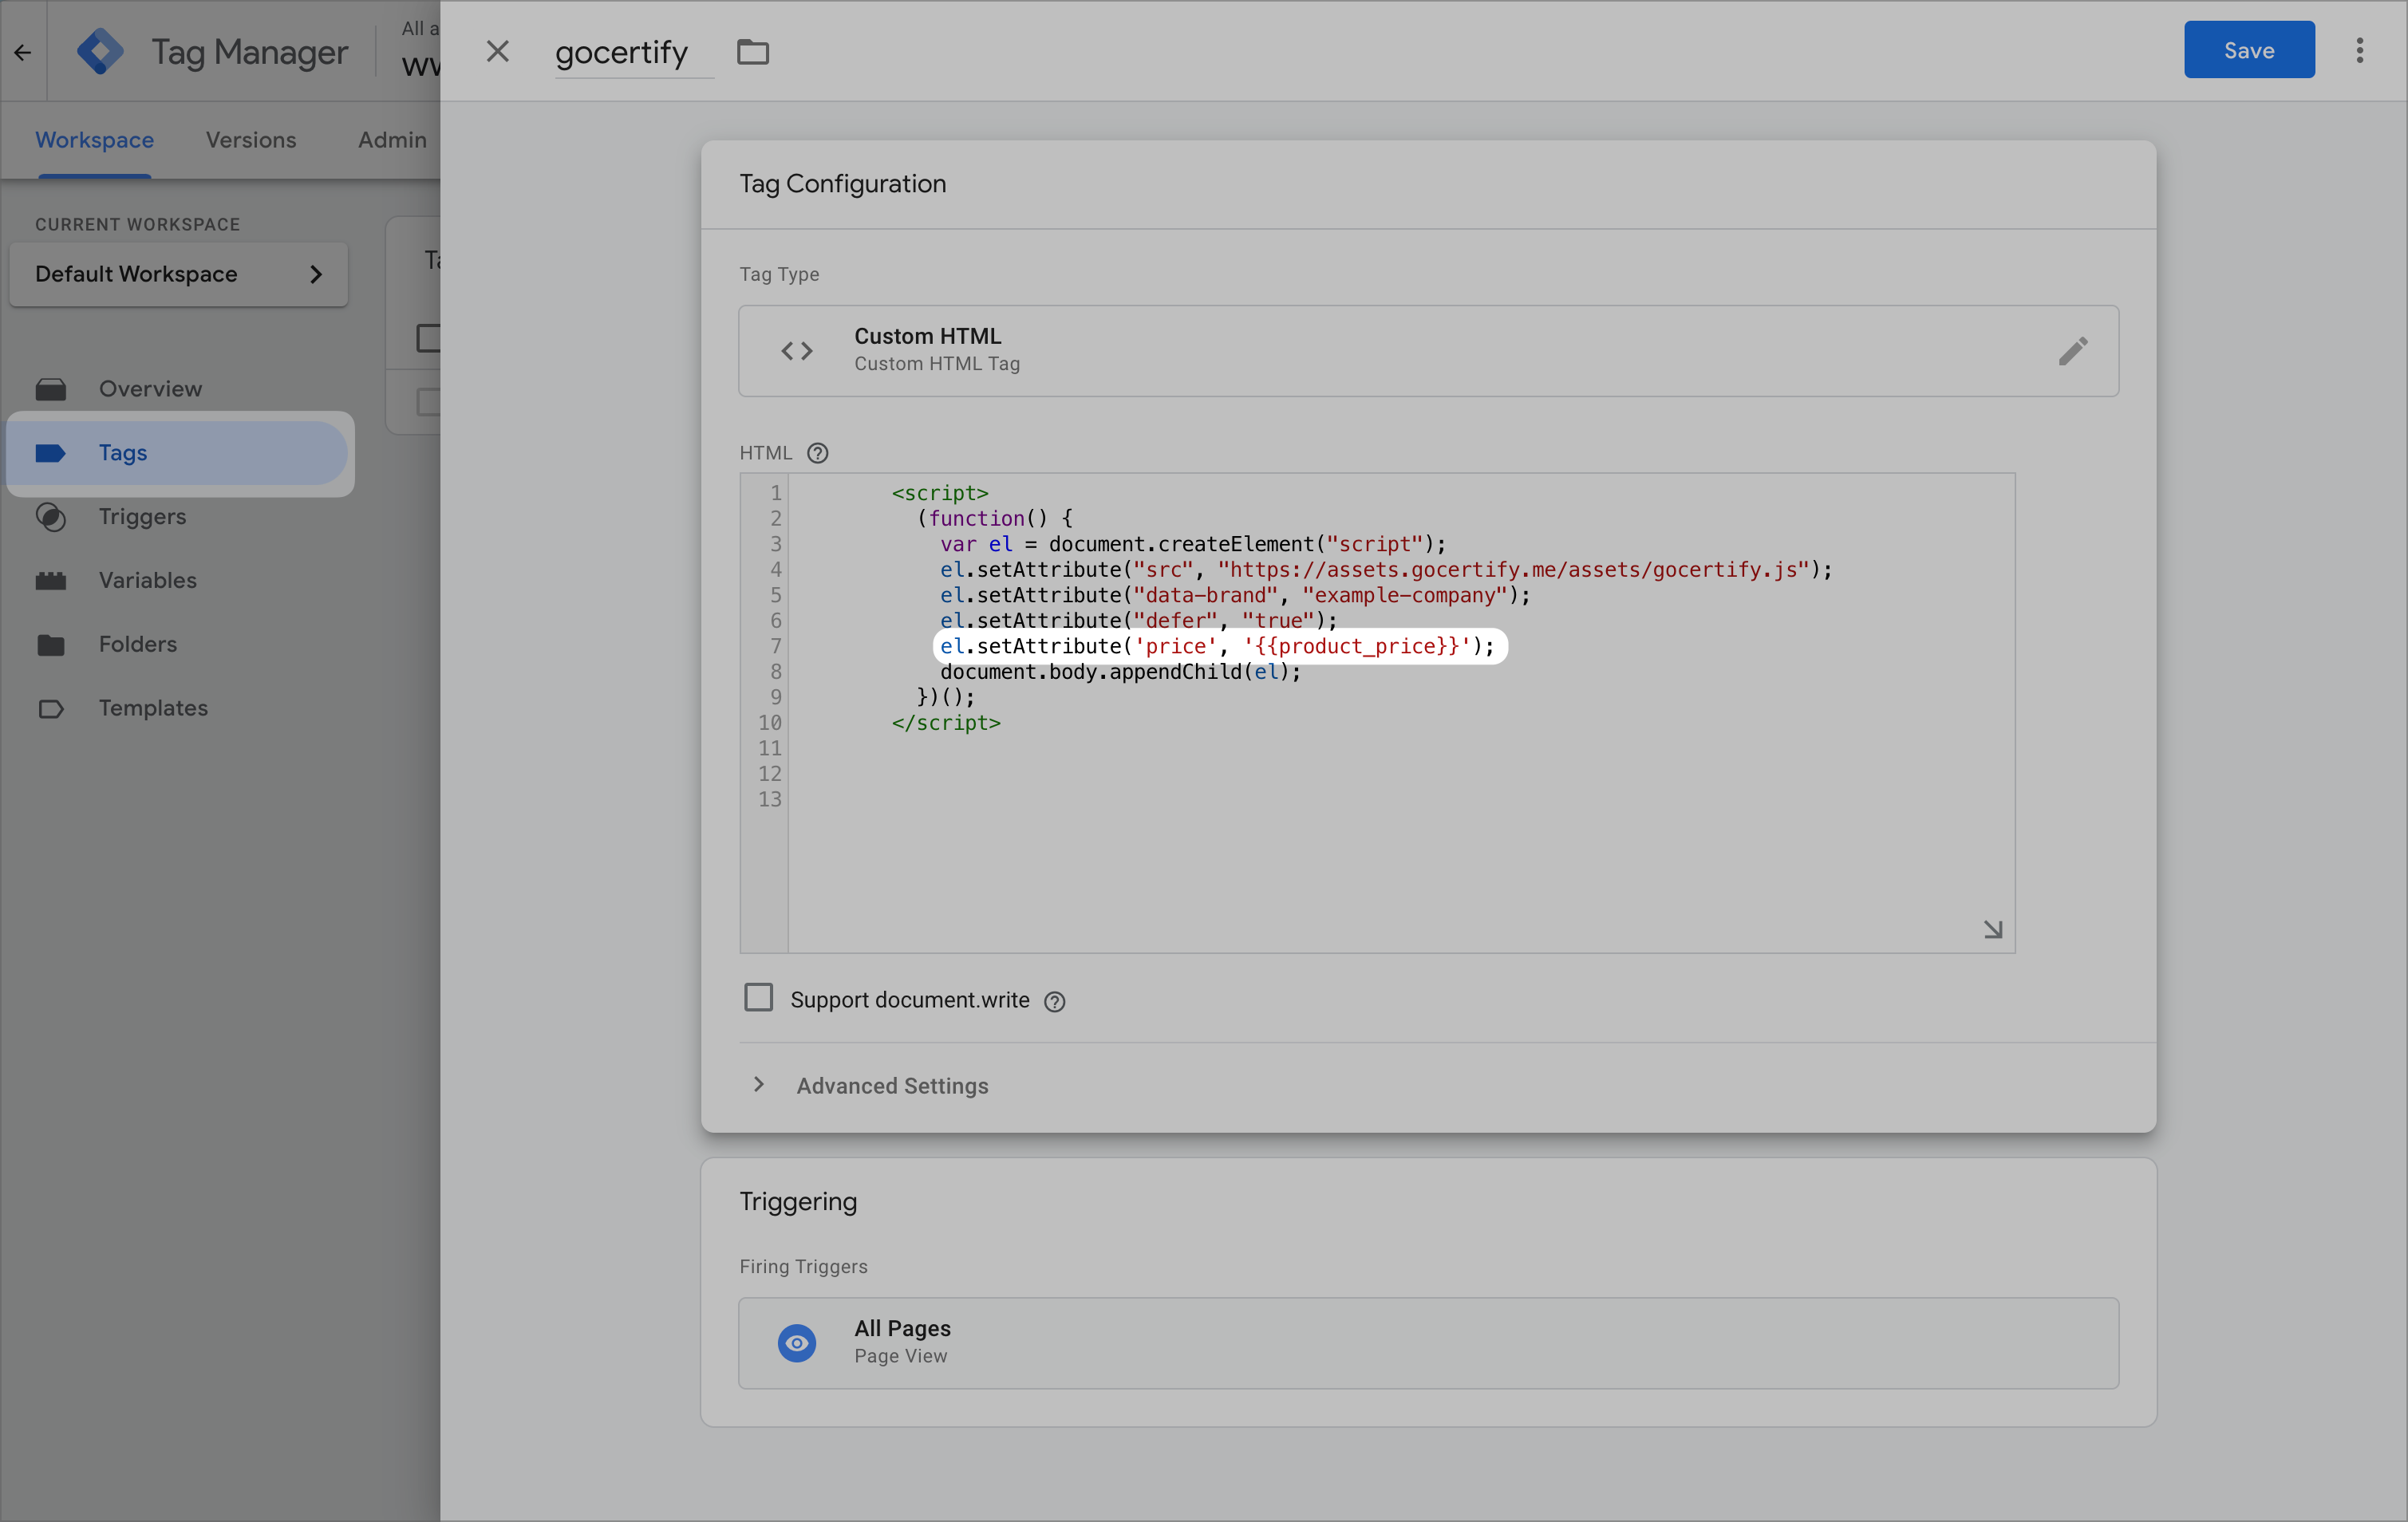 Tag Manager
All a
gocertify
Save
Workspace
Versions
Admin
CURRENT WORKSPACE
Default Workspace
Overview
Tags
Triggers
Variables
Folders
Templates
Tag Configuration
Tag Type
Custom HTML
Custom HTML Tag
HTML
1 <script>
2 (function() {
3 var el = document.createElement("script");
4 el.setAttribute("src", "https://assets.gocertify.me/assets/gocertify.js");
5 el.setAttribute("data-brand", "example-company");
6 el.setAttribute("defer", "true");
7 el.setAttribute('price', '{{product_price}}');
8 document.body.appendChild(el);
9 })();
10 </script>
11
12
13
Support document.write
Advanced Settings
Triggering
Firing Triggers
All Pages
Page View